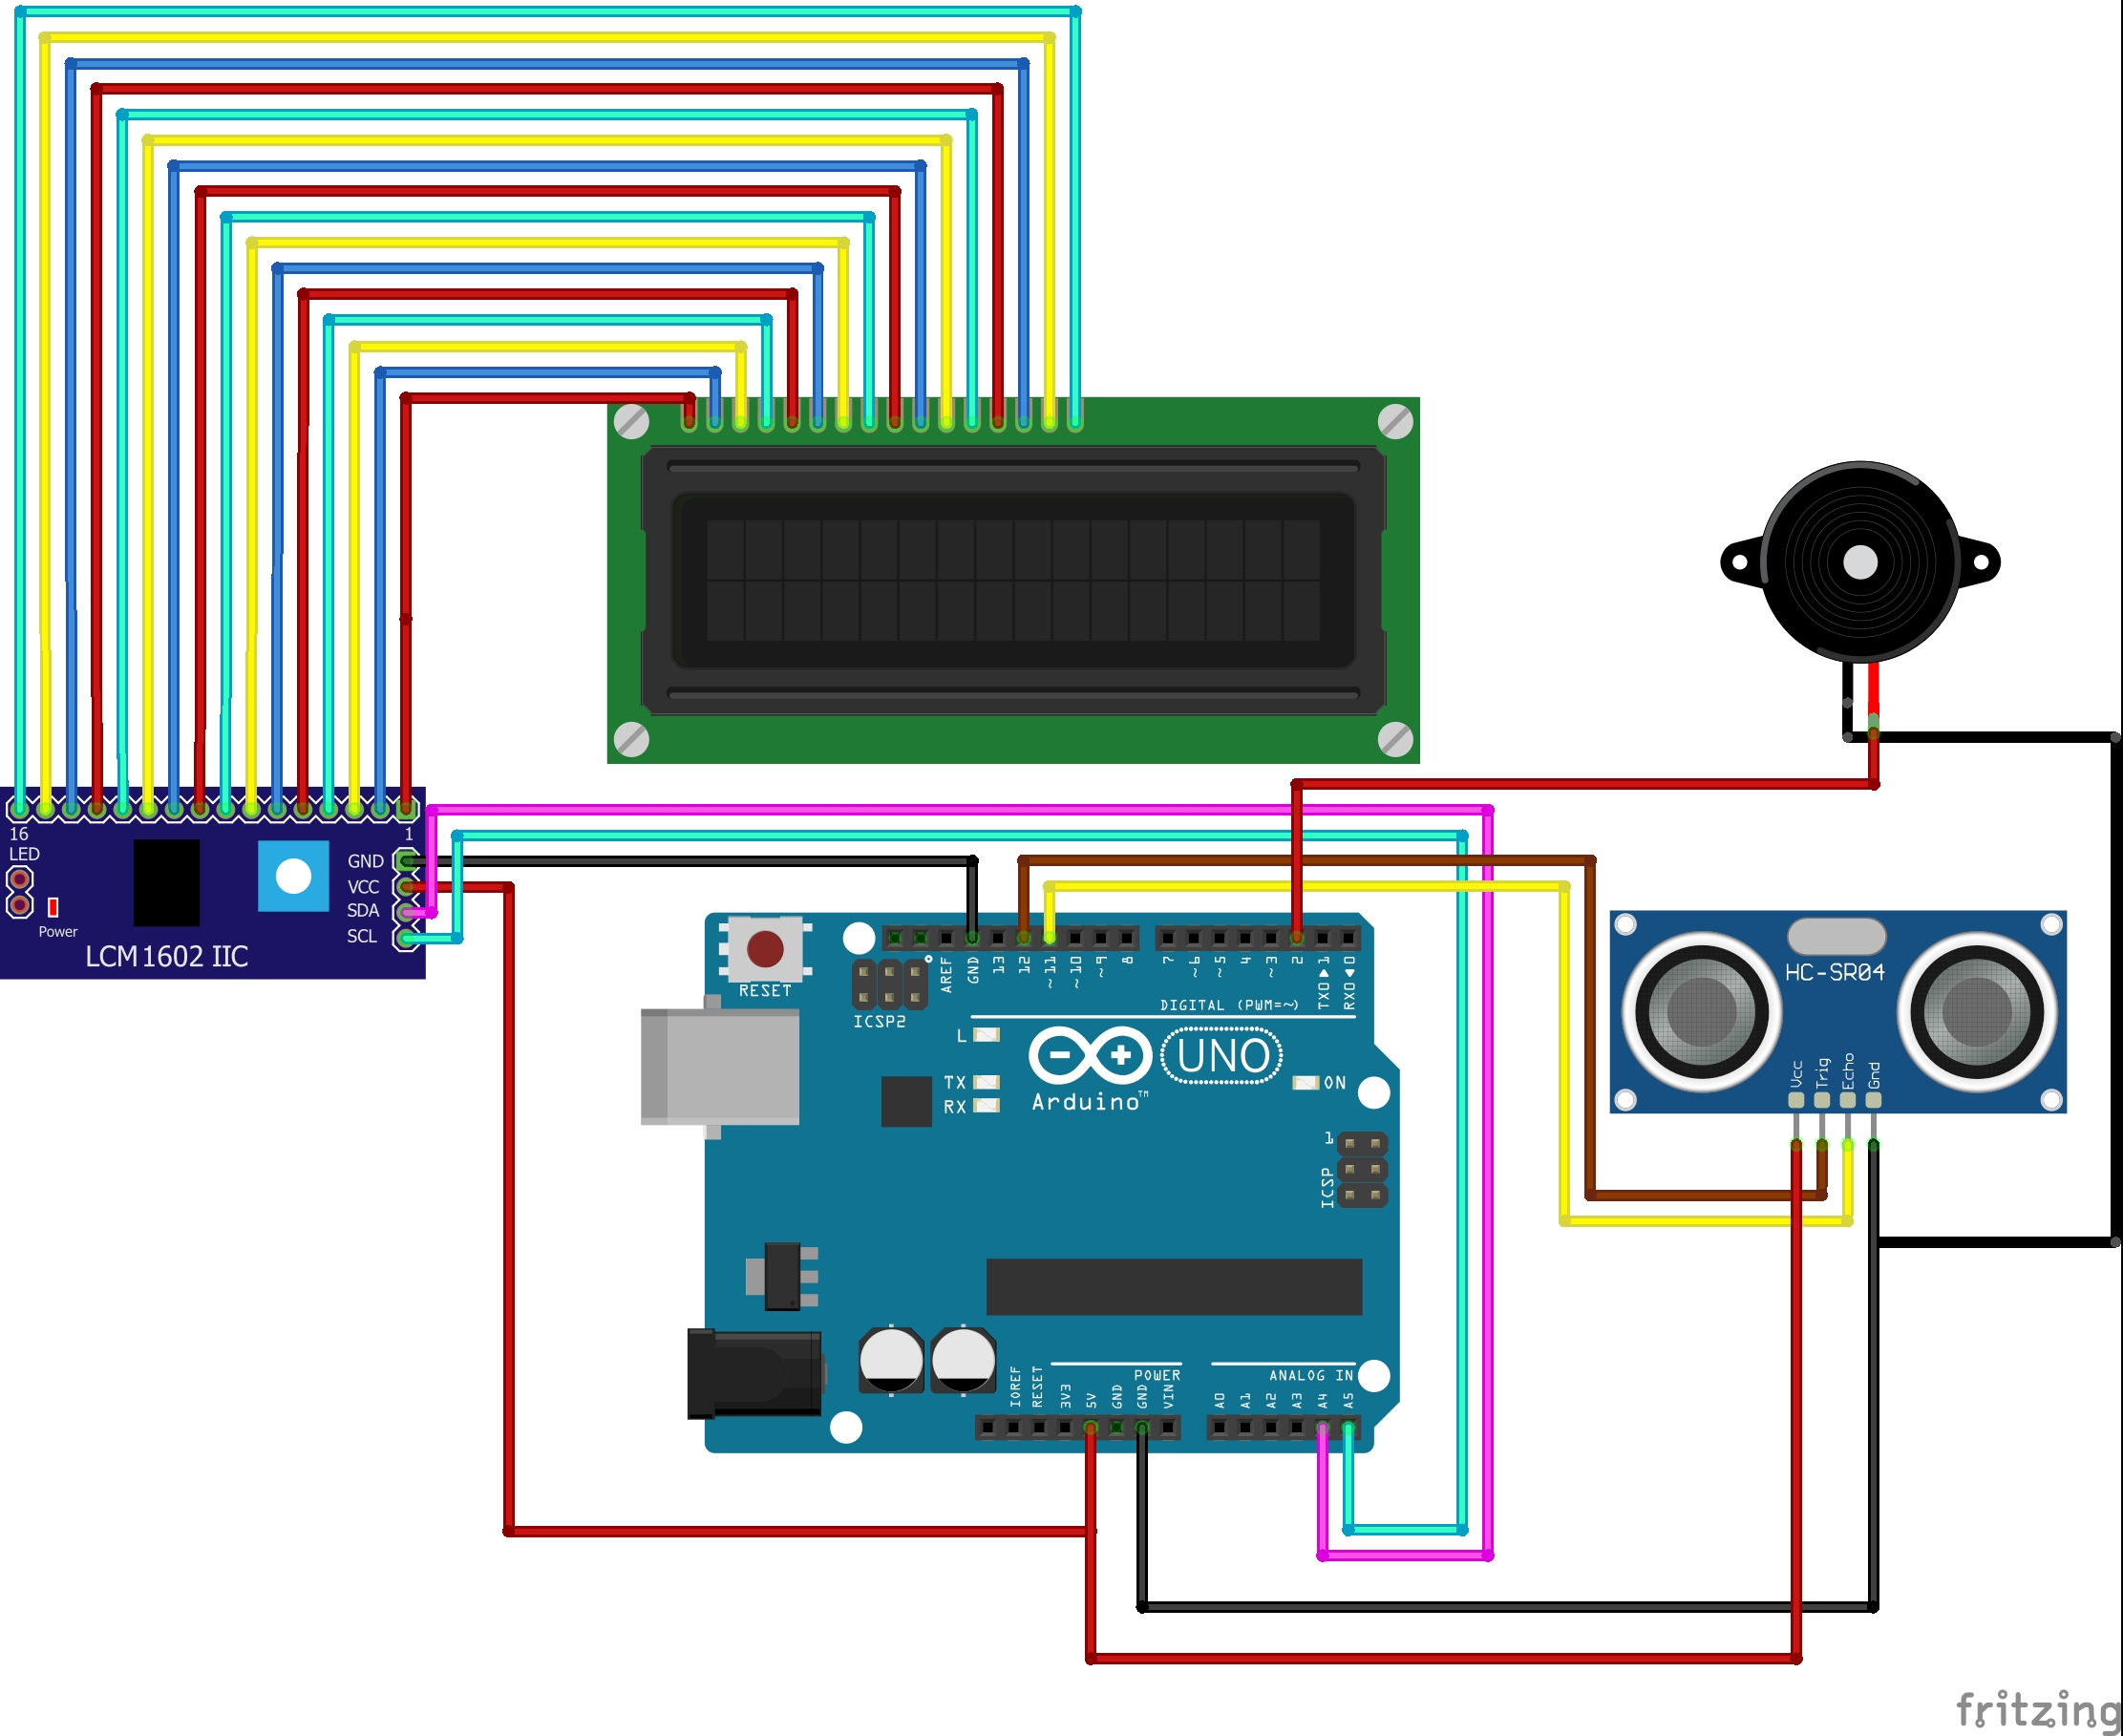 16
1
LED
GND
VCC
SDA
SCL
Power
LCM1602 IIC
RESET
ICSP2
AREF
GND
13
12
~11
~10
~9
8
7
~6
~5
4
~3
2
TX0▶1
RX0◀0
DIGITAL (PWM=~)
L
TX
RX
UNO
Arduino™
ON
1
ICSP
HC-SR04
Vcc
Trig
Echo
Gnd
IOREF
RESET
3V3
5V
GND
GND
VIN
POWER
ANALOG IN
A0
A1
A2
A3
A4
A5
fritzing